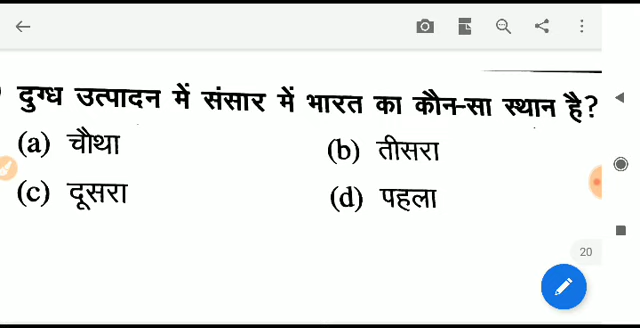 दुग्ध उत्पादन में संसार में भारत का कौन-सा स्थान है?
(a) चौथा (b) तीसरा
(c) दूसरा (d) पहला
20